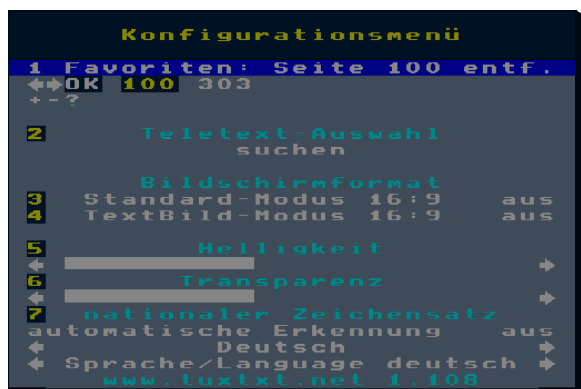 Konfigurationsmenü
1 Favoriten: Seite 100 entf.
OK 100 303
+-?
2 Teletext-Auswahl
suchen
Bildschirmformat
3 Standard-Modus 16:9 aus
4 TextBild-Modus 16:9 aus
5 Helligkeit
6 Transparenz
7 nationaler Zeichensatz
automatische Erkennung aus
Deutsch
Sprache/Language deutsch
www.tuxtxt.net 1.108